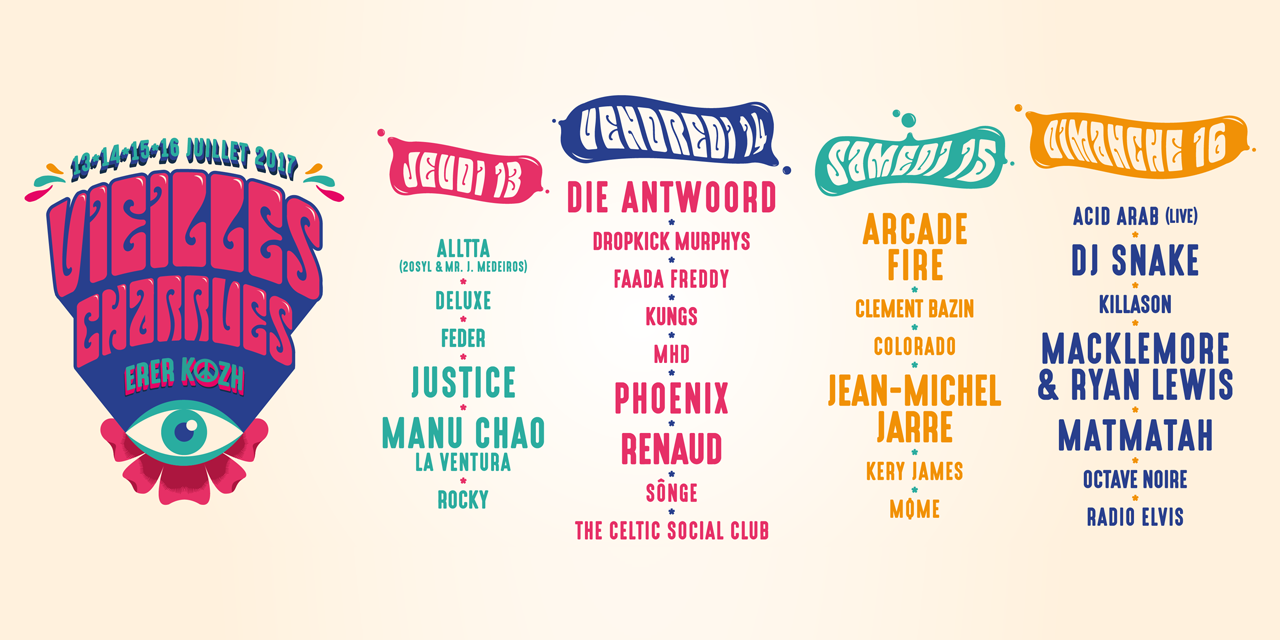 13•14•15•16 JUILLET 2017
VIEILLES
CHARRUES
ERER KOZH
JEUDI 13
ALLTTA
(20SYL & MR. J. MEDEIROS)
DELUXE
FEDER
JUSTICE
MANU CHAO
LA VENTURA
ROCKY
VENDREDI 14
DIE ANTWOORD
DROPKICK MURPHYS
FAADA FREDDY
KUNGS
MHD
PHOENIX
RENAUD
SÔNGE
THE CELTIC SOCIAL CLUB
SAMEDI 15
ARCADE
FIRE
CLEMENT BAZIN
COLORADO
JEAN-MICHEL
JARRE
KERY JAMES
MØME
DIMANCHE 16
ACID ARAB (LIVE)
DJ SNAKE
KILLASON
MACKLEMORE
& RYAN LEWIS
MATMATAH
OCTAVE NOIRE
RADIO ELVIS